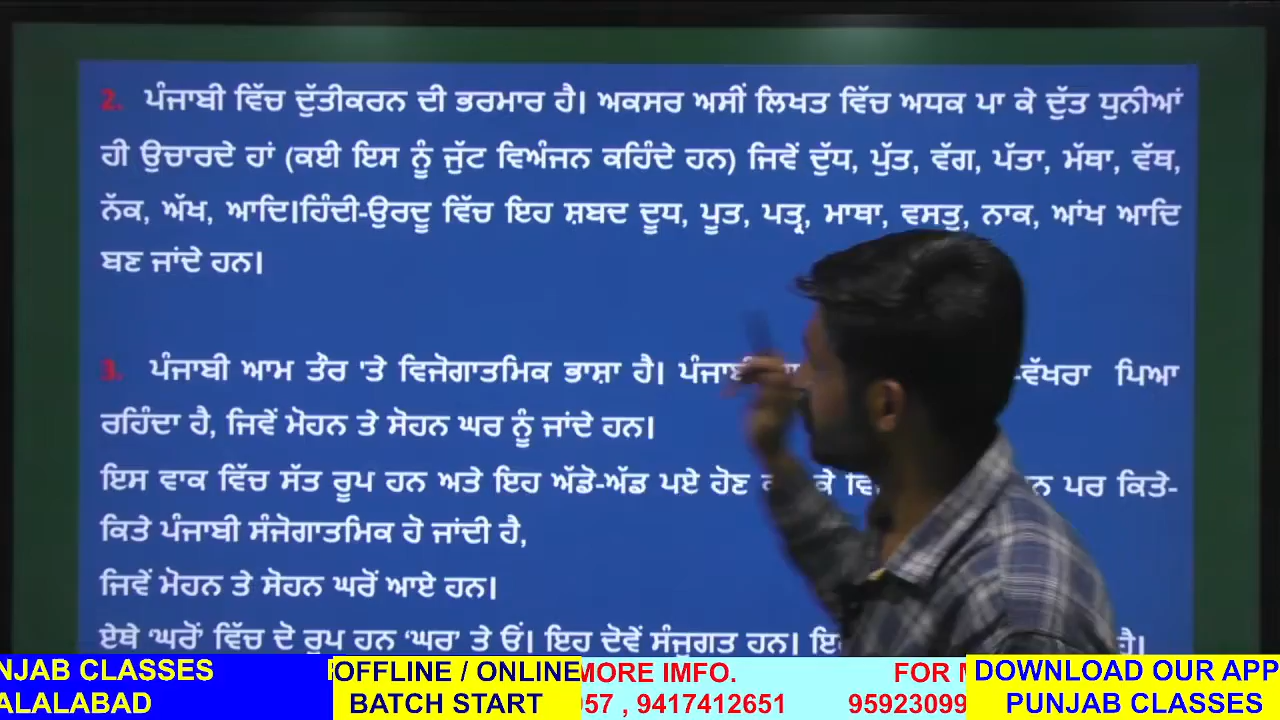 2. ਪੰਜਾਬੀ ਵਿੱਚ ਦੁੱਤੀਕਰਨ ਦੀ ਭਰਮਾਰ ਹੈ। ਅਕਸਰ ਅਸੀਂ ਲਿਖਤ ਵਿੱਚ ਅਧਕ ਪਾ ਕੇ ਦੁੱਤ ਧੁਨੀਆਂ
ਹੀ ਉਚਾਰਦੇ ਹਾਂ (ਕਈ ਇਸ ਨੂੰ ਜੁੱਟ ਵਿਅੰਜਨ ਕਹਿੰਦੇ ਹਨ) ਜਿਵੇਂ ਦੁੱਧ, ਪੁੱਤ, ਵੱਗ, ਪੱਤਾ, ਮੱਥਾ, ਵੱਥ,
ਨੱਕ, ਅੱਖ, ਆਦਿ।ਹਿੰਦੀ-ਉਰਦੂ ਵਿੱਚ ਇਹ ਸ਼ਬਦ ਦੂਧ, ਪੂਤ, ਪਤ੍ਰ, ਮਾਥਾ, ਵਸਤੁ, ਨਾਕ, ਆਂਖ ਆਦਿ
ਬਣ ਜਾਂਦੇ ਹਨ।
3. ਪੰਜਾਬੀ ਆਮ ਤੌਰ 'ਤੇ ਵਿਜੋਗਾਤਮਿਕ ਭਾਸ਼ਾ ਹੈ। -ਵੱਖਰਾ ਪਿਆ
ਰਹਿੰਦਾ ਹੈ, ਜਿਵੇਂ ਮੋਹਨ ਤੇ ਸੋਹਨ ਘਰ ਨੂੰ ਜਾਂਦੇ ਹਨ।
ਇਸ ਵਾਕ ਵਿੱਚ ਸੱਤ ਰੂਪ ਹਨ ਅਤੇ ਇਹ ਅੱਡੋ-ਅੱਡ ਪਏ ਹੋਣ ਪਰ ਕਿਤੇ-
ਕਿਤੇ ਪੰਜਾਬੀ ਸੰਜੋਗਾਤਮਿਕ ਹੋ ਜਾਂਦੀ ਹੈ,
ਜਿਵੇਂ ਮੋਹਨ ਤੇ ਸੋਹਨ ਘਰੋਂ ਆਏ ਹਨ।
ਏਥੇ 'ਘਰੋਂ' ਵਿੱਚ ਦੋ ਰੂਪ ਹਨ 'ਘਰ' ਤੇ ਓਂ। ਇਹ ਦੋਵੇਂ ਸੰਜੁਗਤ ਹਨ। ਹੈ।
NJAB CLASSES OFFLINE / ONLINE MORE IMFO. FOR DOWNLOAD OUR APP
ALALABAD BATCH START 057 , 9417412651 95923099 PUNJAB CLASSES